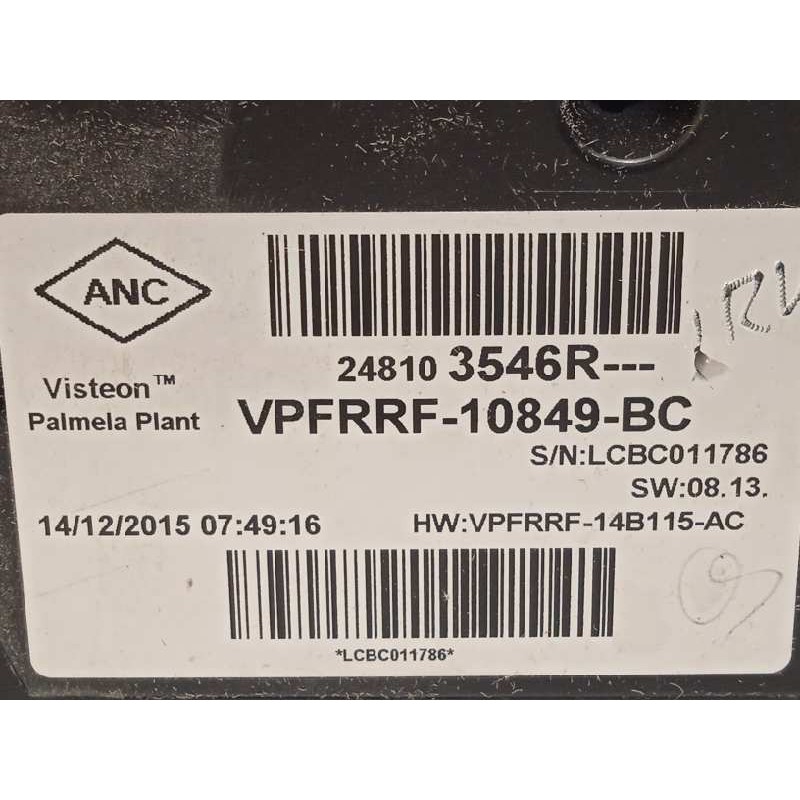 ANC
Visteon™
Palmela Plant
24810 3546R---
VPFRRF-10849-BC
S/N:LCBC011786
SW:08.13.
14/12/2015 07:49:16
HW:VPFRRF-14B115-AC
*LCBC011786*